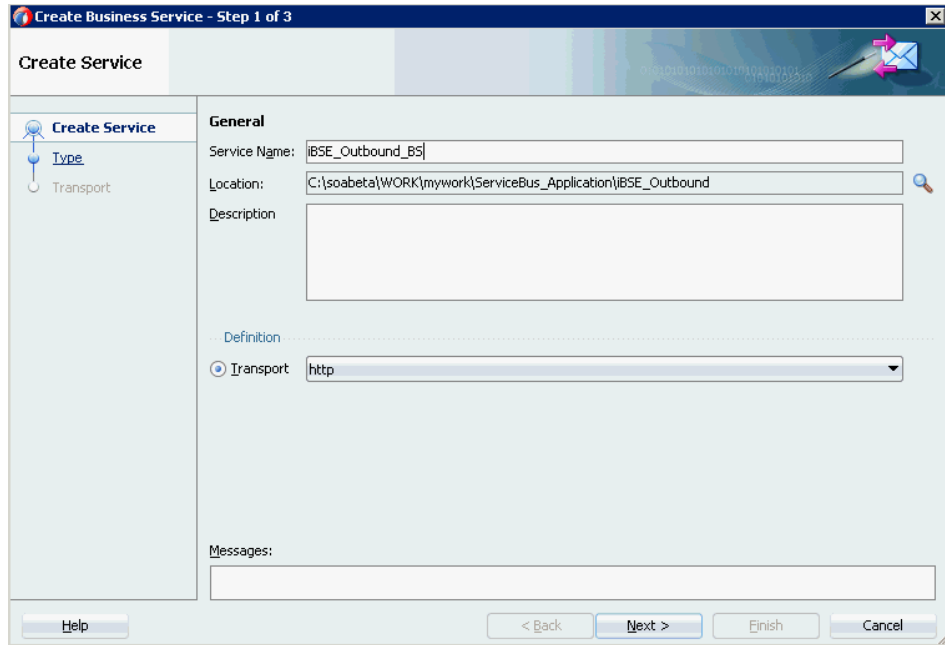 Create Business Service - Step 1 of 3
Create Service
Create Service
Type
Transport
General
Service Name: iBSE_Outbound_BS
Location: C:\soabeta\WORK\mywork\ServiceBus_Application\iBSE_Outbound
Description
Definition
Transport http
Messages:
Help < Back Next > Finish Cancel